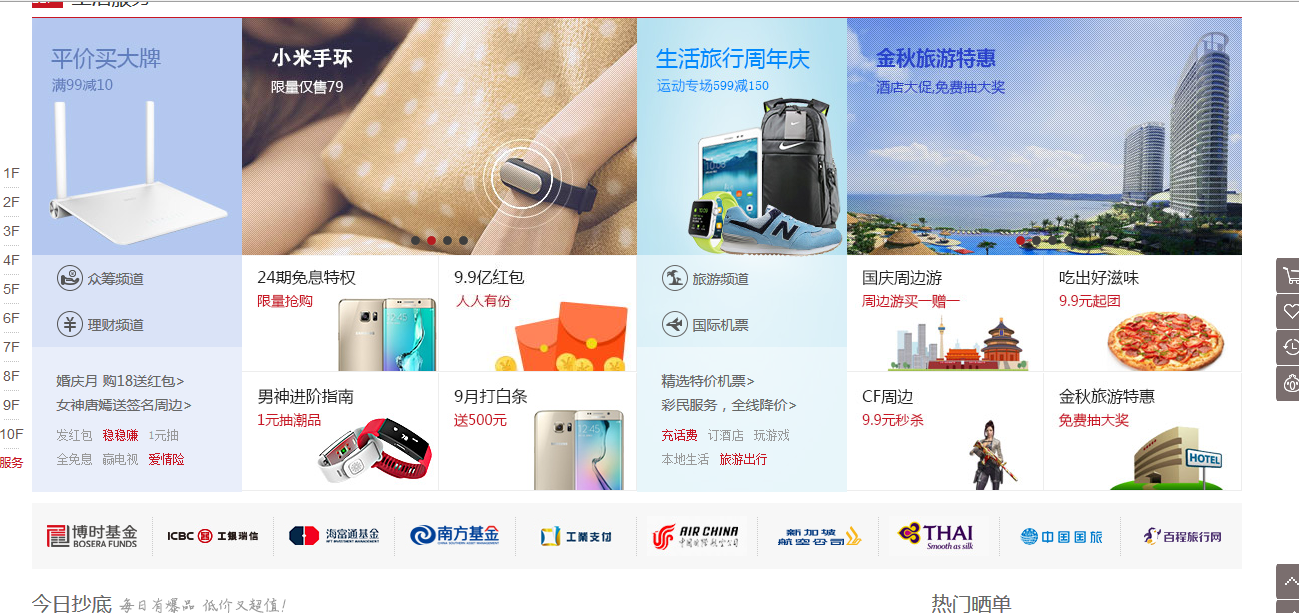 生活服务
平价买大牌
满99减10
小米手环
限量仅售79
生活旅行周年庆
运动专场599减150
金秋旅游特惠
酒店大促,免费抽大奖
1F
2F
3F
4F
5F
6F
7F
8F
9F
10F
服务
众筹频道
理财频道
婚庆月 购18送红包>
女神唐嫣送签名周边>
发红包 稳稳赚 1元抽
全免息 赢电视 爱情险
24期免息特权
限量抢购
9.9亿红包
人人有份
男神进阶指南
1元抽潮品
9月打白条
送500元
旅游频道
国际机票
精选特价机票>
彩民服务，全线降价>
充话费 订酒店 玩游戏
本地生活 旅游出行
国庆周边游
周边游买一赠一
吃出好滋味
9.9元起团
CF周边
9.9元秒杀
金秋旅游特惠
免费抽大奖
HOTEL
博时基金
BOSERA FUNDS
ICBC 工银瑞信
海富通基金
南方基金
工業支付
AIR CHINA
中国国际航空公司
新加坡
航空公司
THAI
Smooth as silk
中国国旅
百程旅行网
今日抄底 每日有爆品 低价又超值!
热门晒单